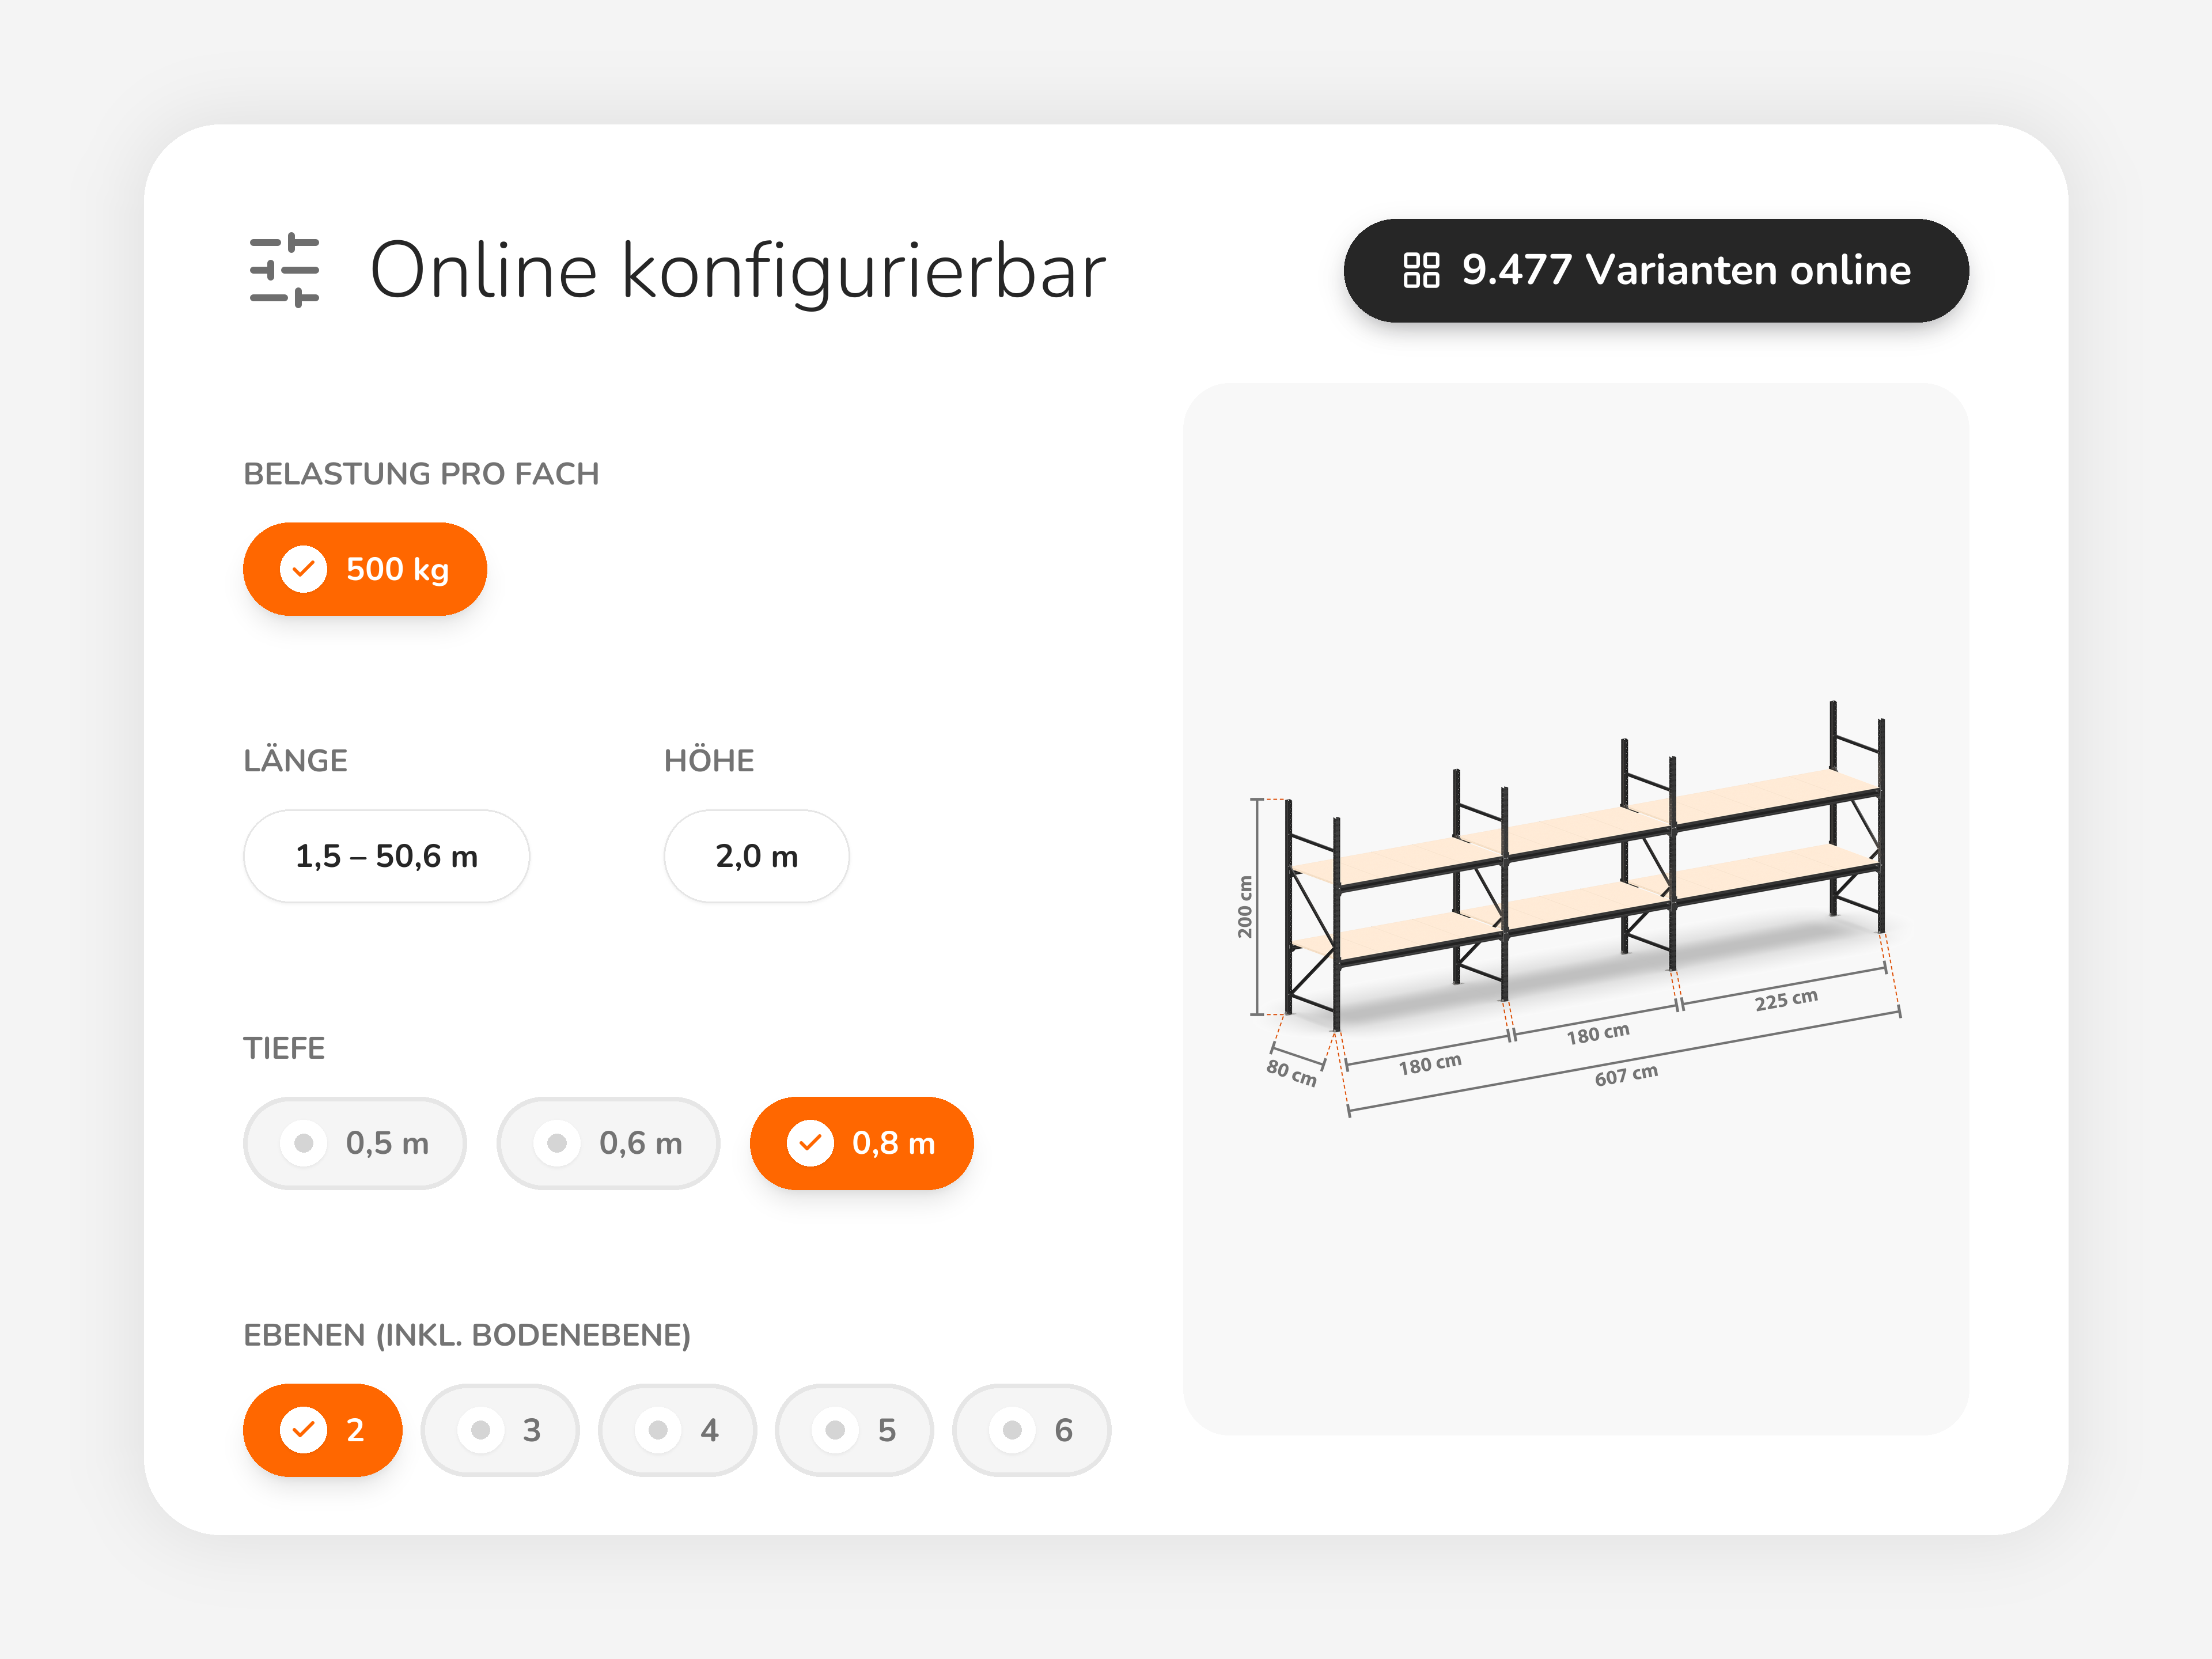 Online konfigurierbar
9.477 Varianten online
BELASTUNG PRO FACH
500 kg
LÄNGE
HÖHE
1,5 – 50,6 m
2,0 m
TIEFE
0,5 m
0,6 m
0,8 m
EBENEN (INKL. BODENEBENE)
2
3
4
5
6
200 cm
80 cm
180 cm
180 cm
225 cm
607 cm